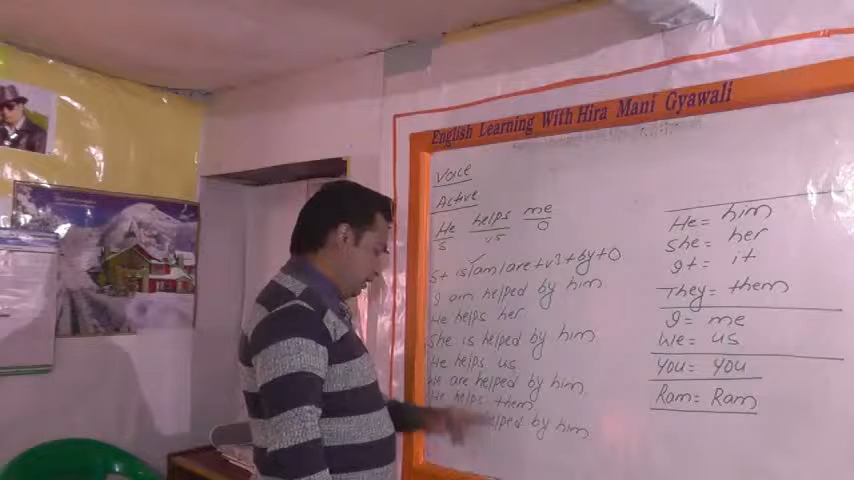 English Learning With Hira Mani Gyawali
Voice
Active
He helps me
S V5 O
S + is/am/are + v3 + by + O
I am helped by him
He helps her
She is helped by him
He helps us
We are helped by him
He helps them
helped by him
He = him
She = her
It = it
They = them
I = me
We = us
You = You
Ram = Ram